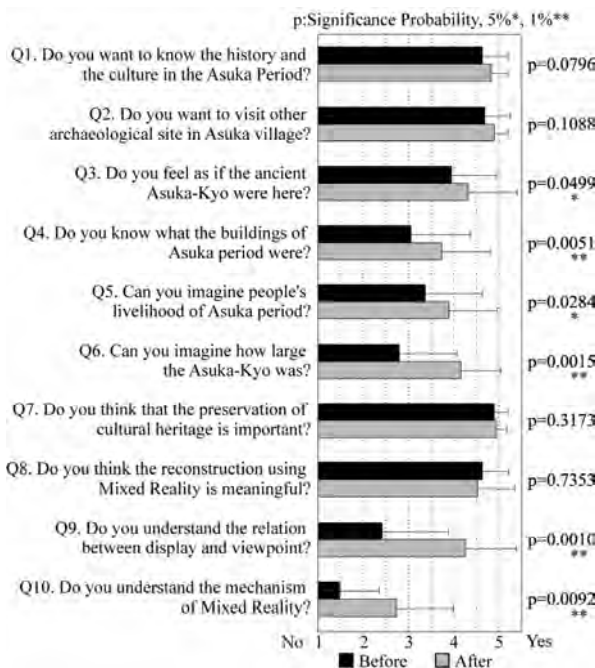 p:Significance Probability, 5%*, 1%**
Q1. Do you want to know the history and
the culture in the Asuka Period?
p=0.0796
Q2. Do you want to visit other
archaeological site in Asuka village?
p=0.1088
Q3. Do you feel as if the ancient
Asuka-Kyo were here?
p=0.0499
*
Q4. Do you know what the buildings of
Asuka period were?
p=0.0051
**
Q5. Can you imagine people's
livelihood of Asuka period?
p=0.0284
*
Q6. Can you imagine how large
the Asuka-Kyo was?
p=0.0015
**
Q7. Do you think that the preservation of
cultural heritage is important?
p=0.3173
Q8. Do you think the reconstruction using
Mixed Reality is meaningful?
p=0.7353
Q9. Do you understand the relation
between display and viewpoint?
p=0.0010
**
Q10. Do you understand the mechanism
of Mixed Reality?
p=0.0092
**
No 1 2 3 4 5 Yes
Before After